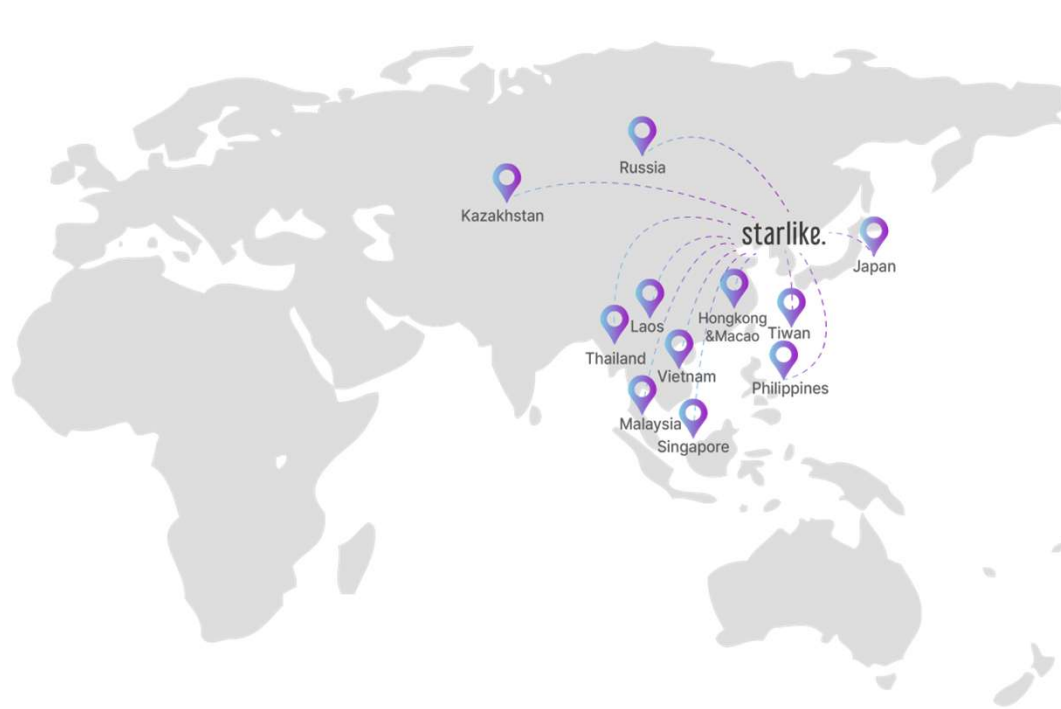 Russia
Kazakhstan
starlike.
Japan
Laos
Hongkong
&Macao
Tiwan
Thailand
Vietnam
Philippines
Malaysia
Singapore